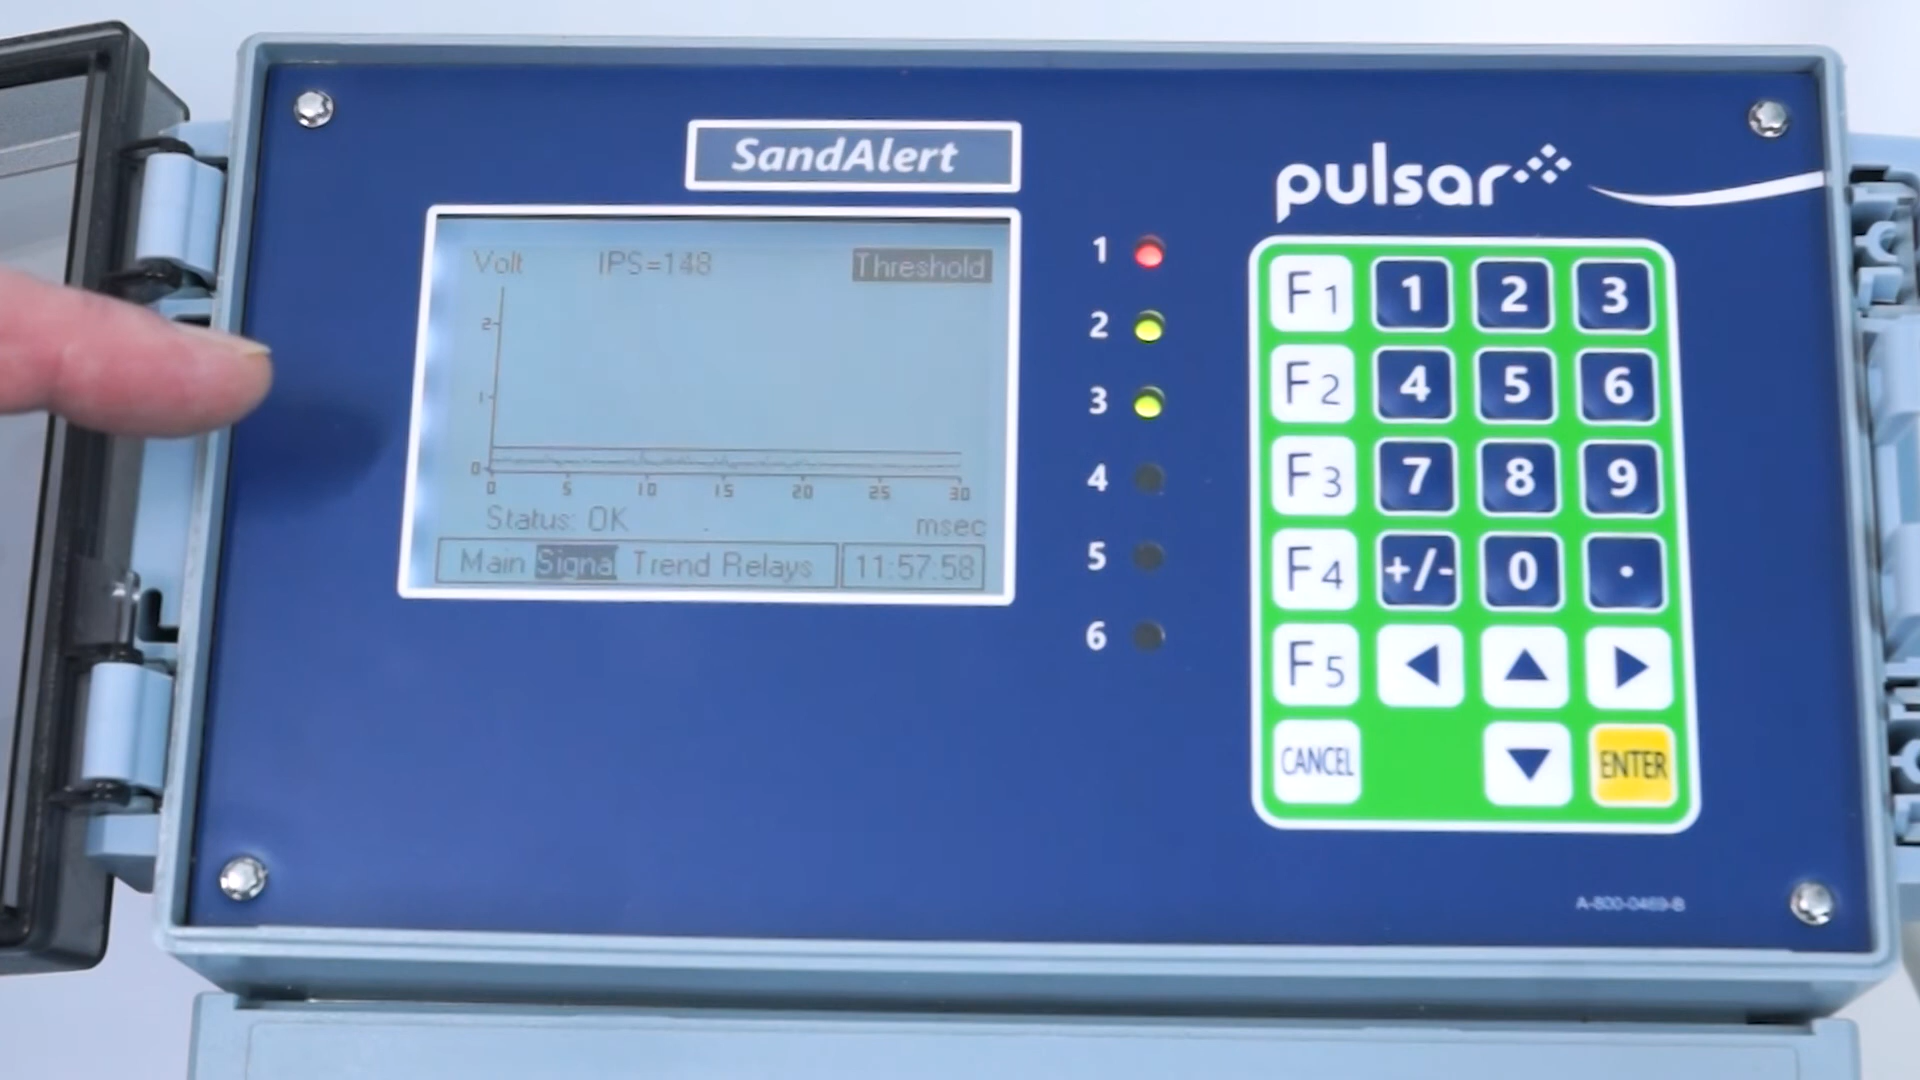 SandAlert
pulsar
Volt IPS=148 Threshold
2
1
0
0 5 10 15 20 25 30
Status: OK msec
Main Signal Trend Relays 11:57:58
1
2
3
4
5
6
F1 1 2 3
F2 4 5 6
F3 7 8 9
F4 +/- 0 .
F5
CANCEL ENTER
A-800-0469-B